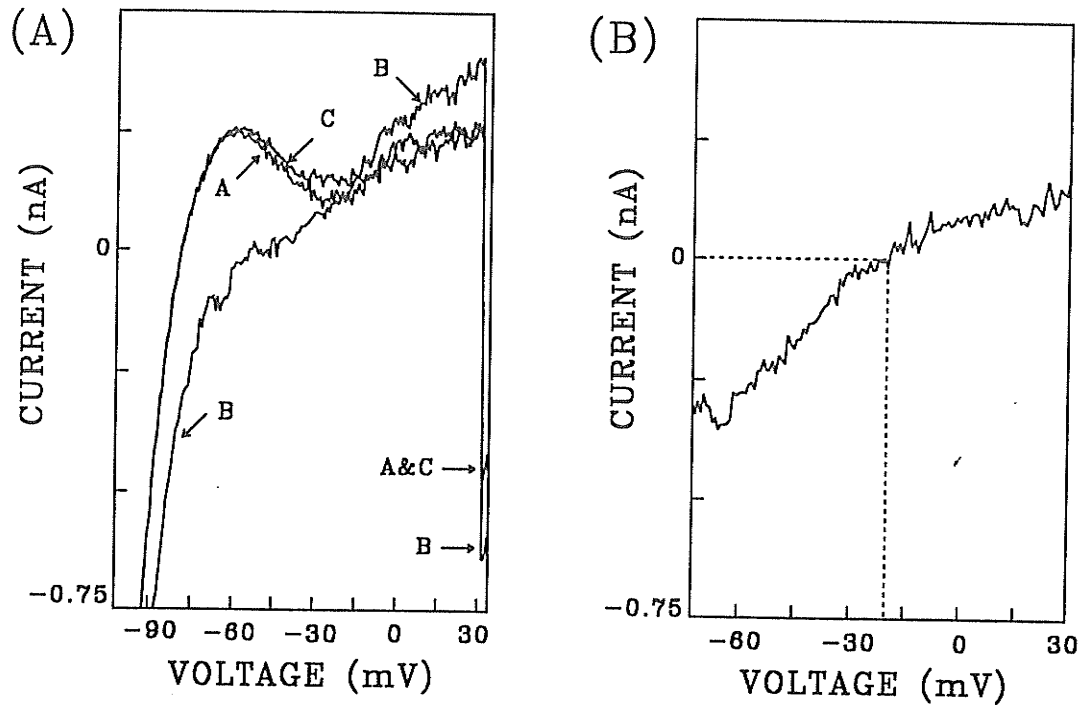 (A)
B
C
A
B
A&C
B
0
−0.75
CURRENT (nA)
−90 −60 −30 0 30
VOLTAGE (mV)
(B)
0
−0.75
CURRENT (nA)
−60 −30 0 30
VOLTAGE (mV)